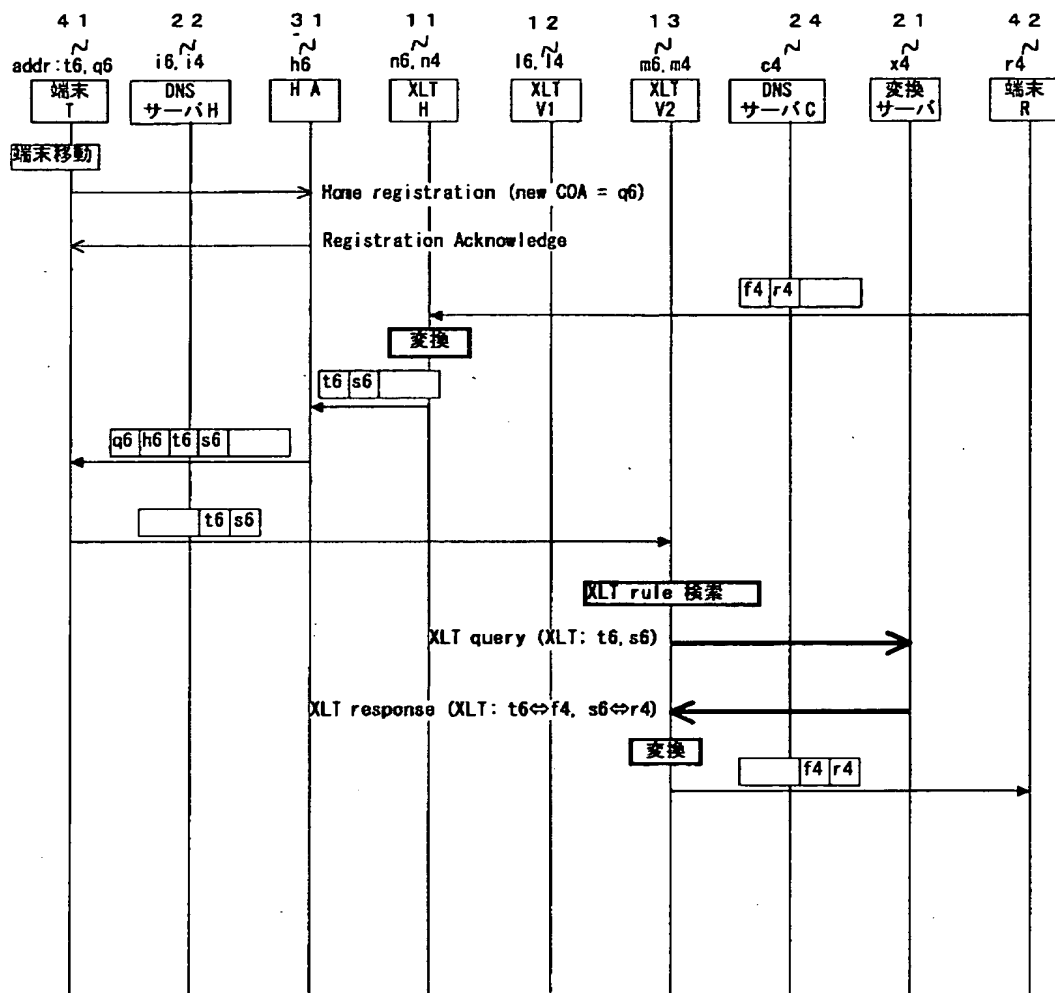 41 22 31 11 12 13 24 21 42
addr:t6,q6 i6,i4 h6 n6,n4 l6,l4 m6,m4 c4 x4 r4
端末 DNS HA XLT XLT XLT DNS 変換 端末
T サーバH H V1 V2 サーバC サーバ R
端末移動
Home registration (new COA = q6)
Registration Acknowledge
f4 r4
変換
t6 s6
q6 h6 t6 s6
t6 s6
XLT rule 検索
XLT query (XLT: t6,s6)
XLT response (XLT: t6⇔f4, s6⇔r4)
変換
f4 r4